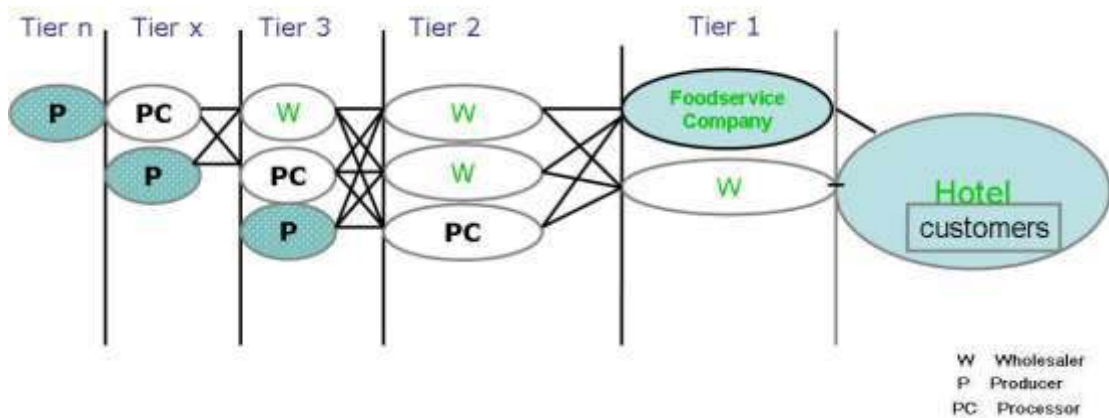 Tier n Tier x Tier 3 Tier 2 Tier 1
P PC W W Foodservice
Company
P PC W W Hotel
customers
P PC
W Wholesaler
P Producer
PC Processor